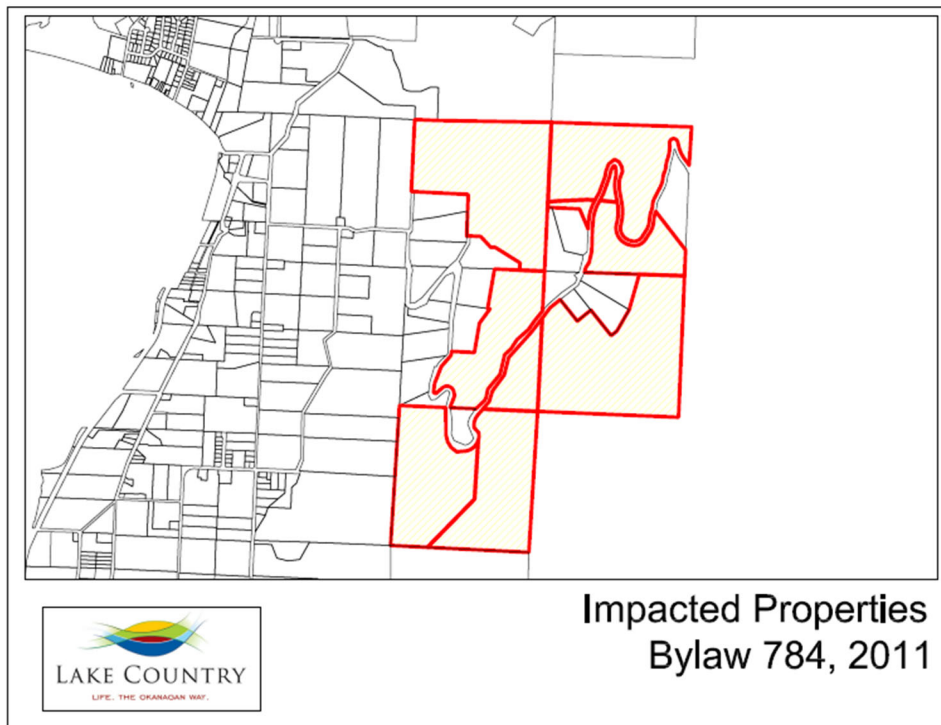 Impacted Properties
Bylaw 784, 2011
LAKE COUNTRY
LIFE. THE OKANAGAN WAY.